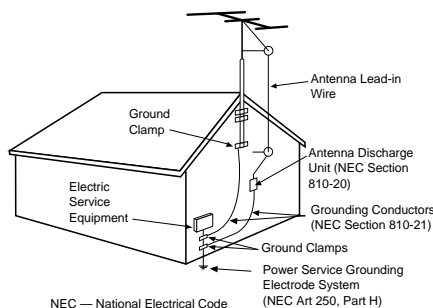 Antenna Lead-in
Wire
Ground
Clamp
Antenna Discharge
Unit (NEC Section
810-20)
Electric
Service
Equipment
Grounding Conductors
(NEC Section 810-21)
Ground Clamps
Power Service Grounding
Electrode System
(NEC Art 250, Part H)
NEC — National Electrical Code